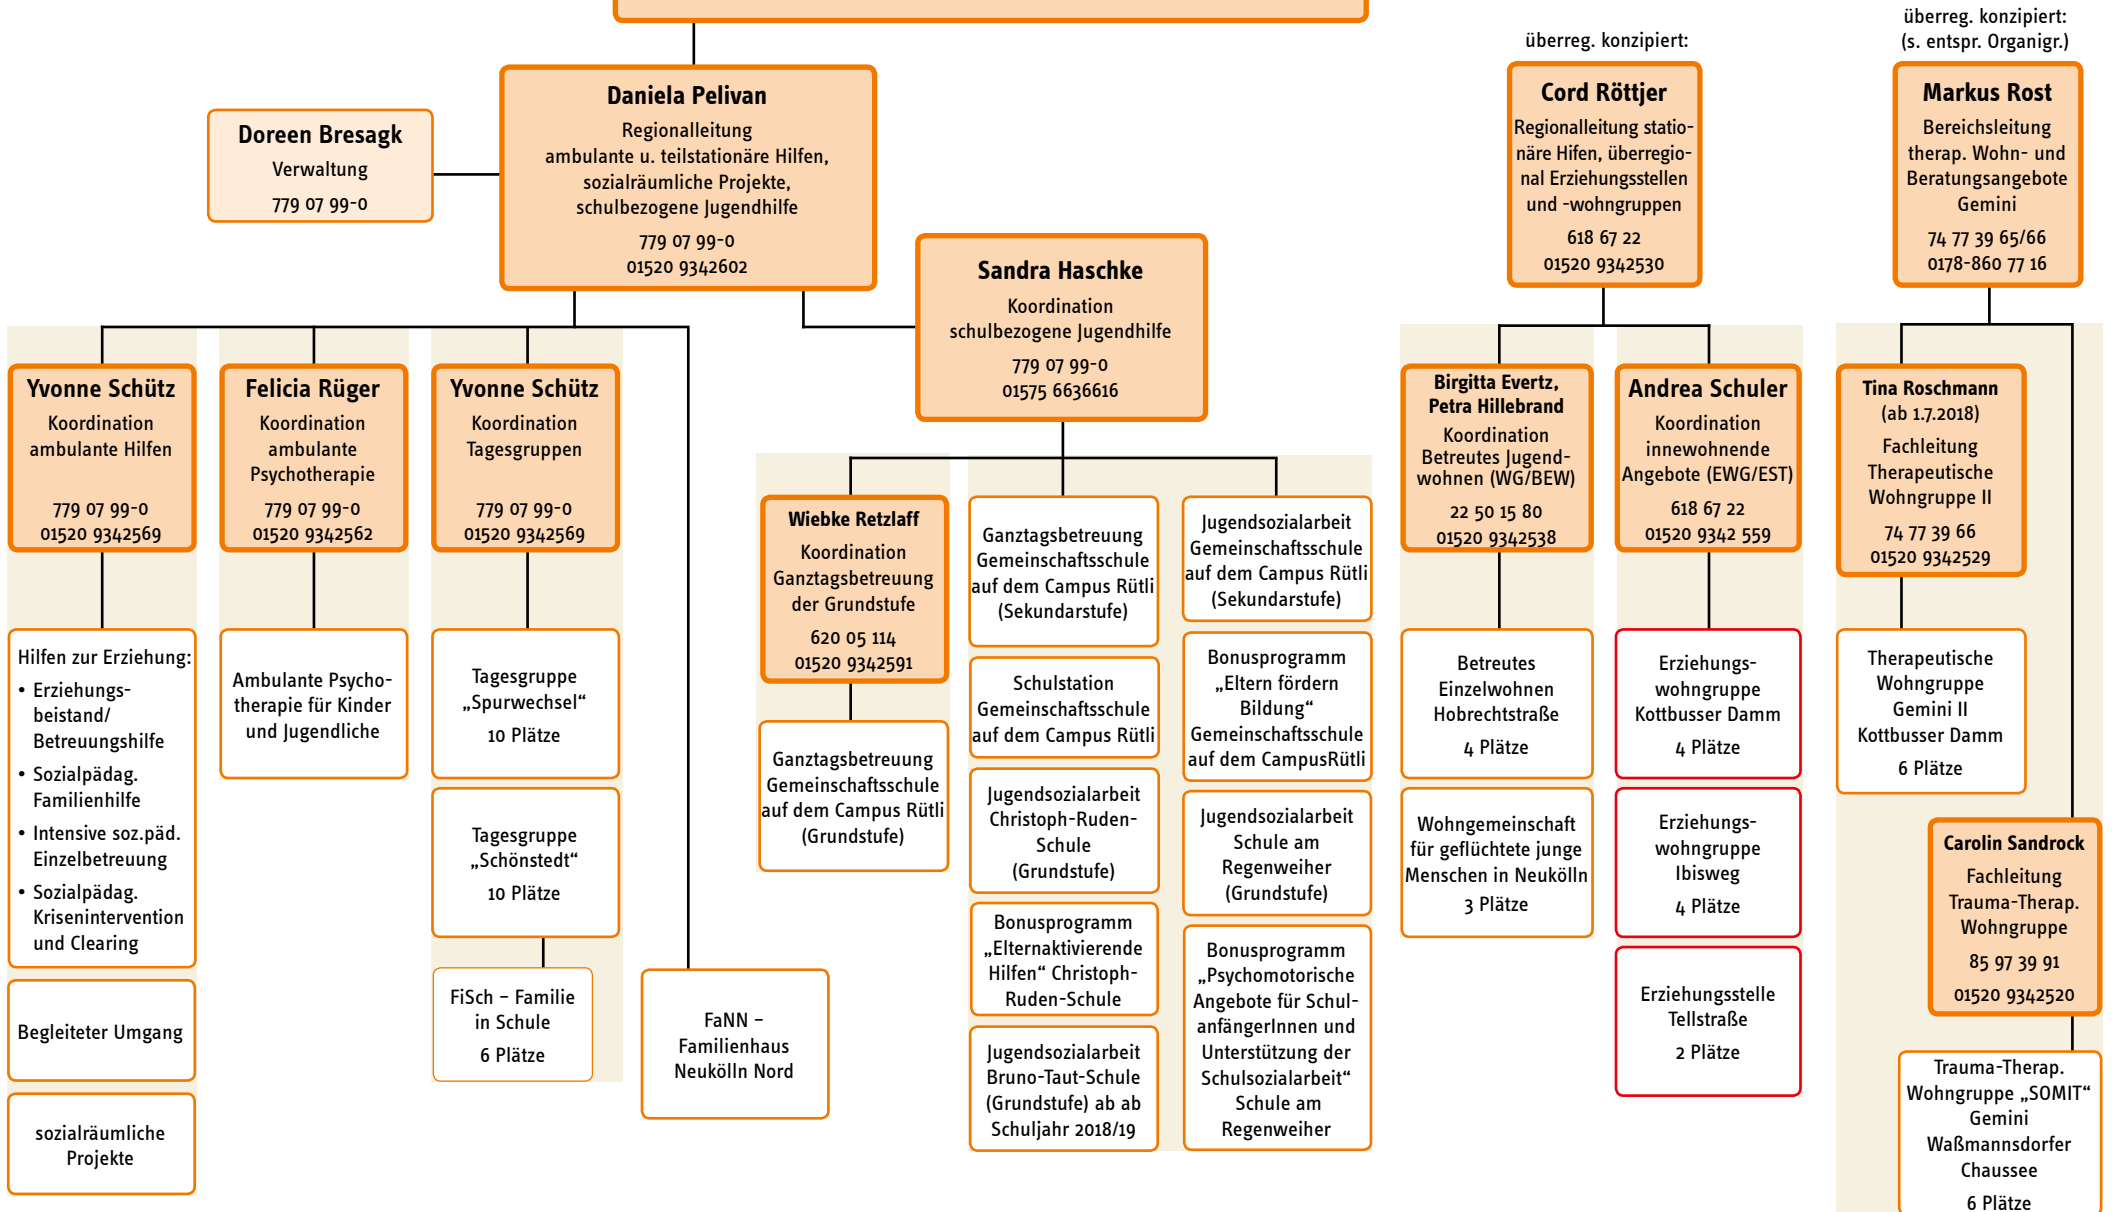 überreg. konzipiert:
überreg. konzipiert:
(s. entspr. Organigr.)
Daniela Pelivan
Regionalleitung
ambulante u. teilstationäre Hilfen,
sozialräumliche Projekte,
schulbezogene Jugendhilfe
779 07 99-0
01520 9342602
Doreen Bresagk
Verwaltung
779 07 99-0
Cord Röttjer
Regionalleitung statio-
näre Hifen, überregio-
nal Erziehungsstellen
und -wohngruppen
618 67 22
01520 9342530
Markus Rost
Bereichsleitung
therap. Wohn- und
Beratungsangebote
Gemini
74 77 39 65/66
0178-860 77 16
Sandra Haschke
Koordination
schulbezogene Jugendhilfe
779 07 99-0
01575 6636616
Yvonne Schütz
Koordination
ambulante Hilfen
779 07 99-0
01520 9342569
Felicia Rüger
Koordination
ambulante
Psychotherapie
779 07 99-0
01520 9342562
Yvonne Schütz
Koordination
Tagesgruppen
779 07 99-0
01520 9342569
Birgitta Evertz,
Petra Hillebrand
Koordination
Betreutes Jugend-
wohnen (WG/BEW)
22 50 15 80
01520 9342538
Andrea Schuler
Koordination
innewohnende
Angebote (EWG/EST)
618 67 22
01520 9342 559
Tina Roschmann
(ab 1.7.2018)
Fachleitung
Therapeutische
Wohngruppe II
74 77 39 66
01520 9342529
Wiebke Retzlaff
Koordination
Ganztagsbetreuung
der Grundstufe
620 05 114
01520 9342591
Ganztagsbetreuung
Gemeinschaftsschule
auf dem Campus Rütli
(Sekundarstufe)
Jugendsozialarbeit
Gemeinschaftsschule
auf dem Campus Rütli
(Sekundarstufe)
Hilfen zur Erziehung:
• Erziehungs-
beistand/
Betreuungshilfe
• Sozialpädag.
Familienhilfe
• Intensive soz.päd.
Einzelbetreuung
• Sozialpädag.
Krisenintervention
und Clearing
Begleiteter Umgang
sozialräumliche
Projekte
Ambulante Psycho-
therapie für Kinder
und Jugendliche
Tagesgruppe
„Spurwechsel“
10 Plätze
Tagesgruppe
„Schönstedt“
10 Plätze
FiSch – Familie
in Schule
6 Plätze
FaNN –
Familienhaus
Neukölln Nord
Ganztagsbetreuung
Gemeinschaftsschule
auf dem Campus Rütli
(Grundstufe)
Schulstation
Gemeinschaftsschule
auf dem Campus Rütli
Jugendsozialarbeit
Christoph-Ruden-
Schule
(Grundstufe)
Bonusprogramm
„Elternaktivierende
Hilfen“ Christoph-
Ruden-Schule
Jugendsozialarbeit
Bruno-Taut-Schule
(Grundstufe) ab ab
Schuljahr 2018/19
Bonusprogramm
„Eltern fördern
Bildung“
Gemeinschaftsschule
auf dem CampusRütli
Jugendsozialarbeit
Schule am
Regenweiher
(Grundstufe)
Bonusprogramm
„Psychomotorische
Angebote für Schul-
anfängerInnen und
Unterstützung der
Schulsozialarbeit“
Schule am
Regenweiher
Betreutes
Einzelwohnen
Hobrechtstraße
4 Plätze
Wohngemeinschaft
für geflüchtete junge
Menschen in Neukölln
3 Plätze
Erziehungs-
wohngruppe
Kottbusser Damm
4 Plätze
Erziehungs-
wohngruppe
Ibisweg
4 Plätze
Erziehungsstelle
Tellstraße
2 Plätze
Therapeutische
Wohngruppe
Gemini II
Kottbusser Damm
6 Plätze
Carolin Sandrock
Fachleitung
Trauma-Therap.
Wohngruppe
85 97 39 91
01520 9342520
Trauma-Therap.
Wohngruppe „SOMIT“
Gemini
Waßmannsdorfer
Chaussee
6 Plätze